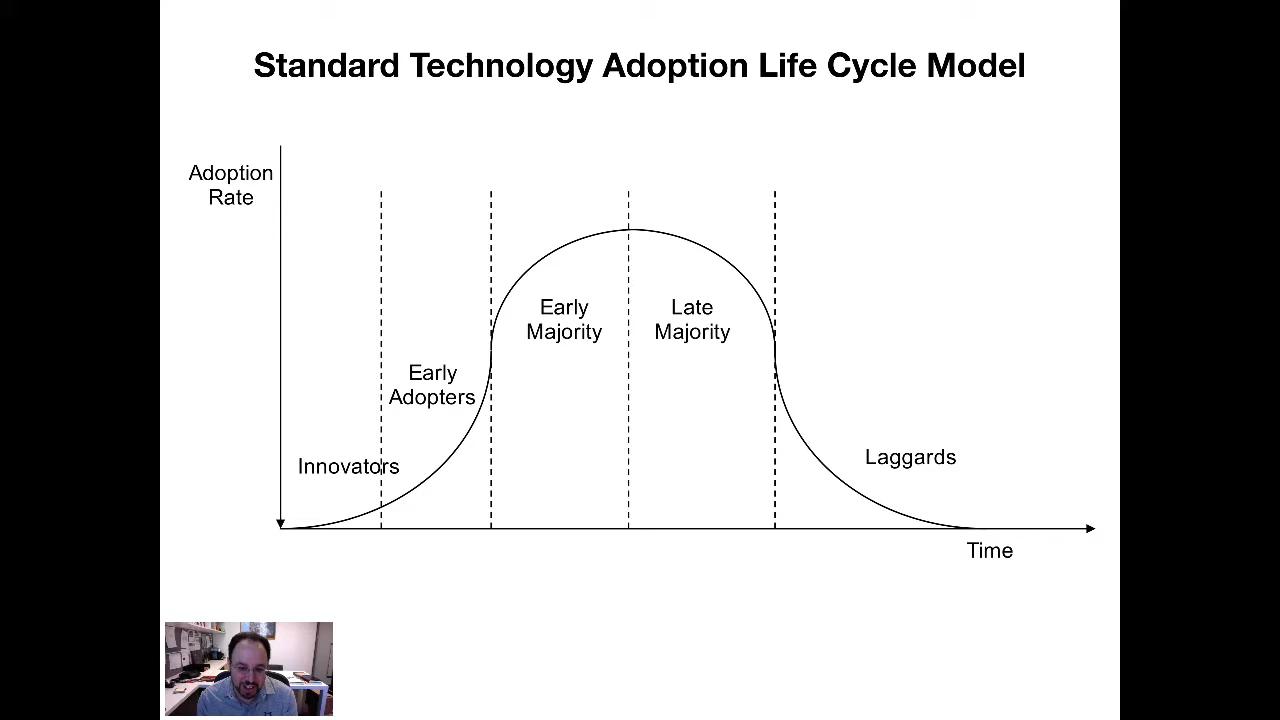 Standard Technology Adoption Life Cycle Model
Adoption
Rate
Early
Majority
Late
Majority
Early
Adopters
Innovators
Laggards
Time